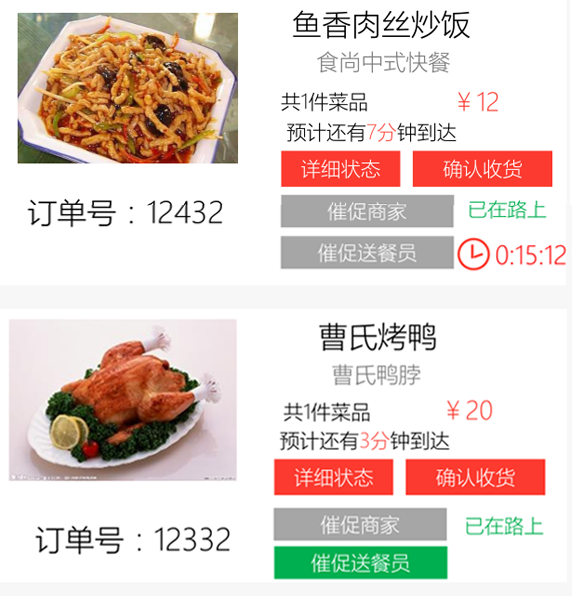 鱼香肉丝炒饭
食尚中式快餐
共1件菜品 ￥12
预计还有7分钟到达
详细状态 确认收货
订单号：12432
催促商家 已在路上
催促送餐员 0:15:12
曹氏烤鸭
曹氏鸭脖
共1件菜品 ￥20
预计还有3分钟到达
详细状态 确认收货
订单号：12332
催促商家 已在路上
催促送餐员